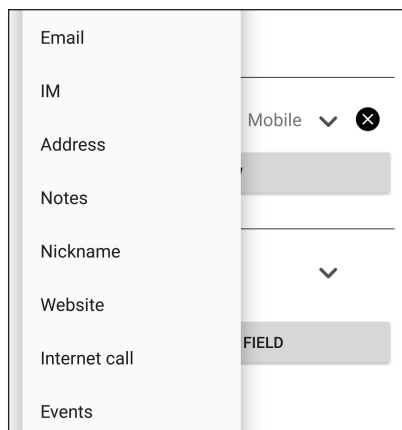 Email
IM
Mobile
Address
Notes
Nickname
Website
Internet call
FIELD
Events